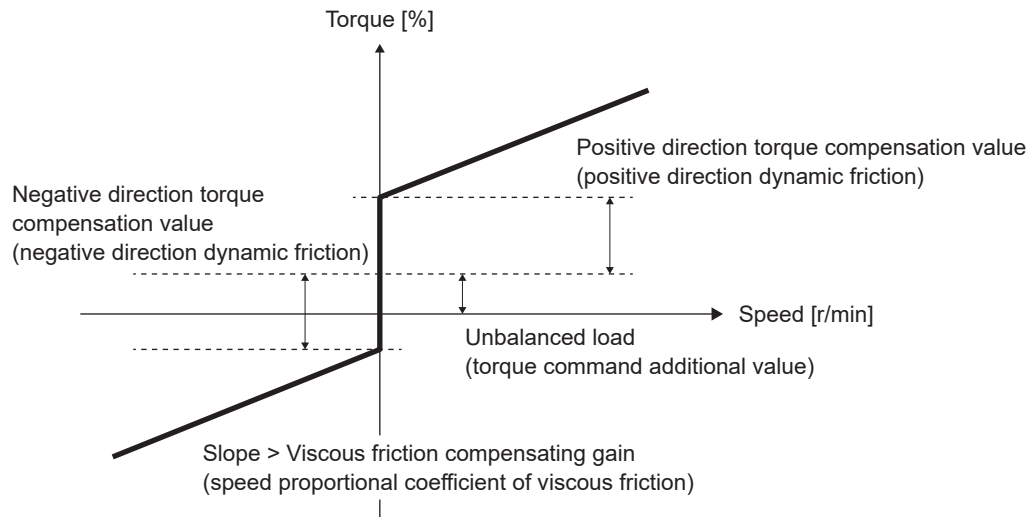 Torque [%]
Positive direction torque compensation value
(positive direction dynamic friction)
Negative direction torque
compensation value
(negative direction dynamic friction)
Speed [r/min]
Unbalanced load
(torque command additional value)
Slope > Viscous friction compensating gain
(speed proportional coefficient of viscous friction)